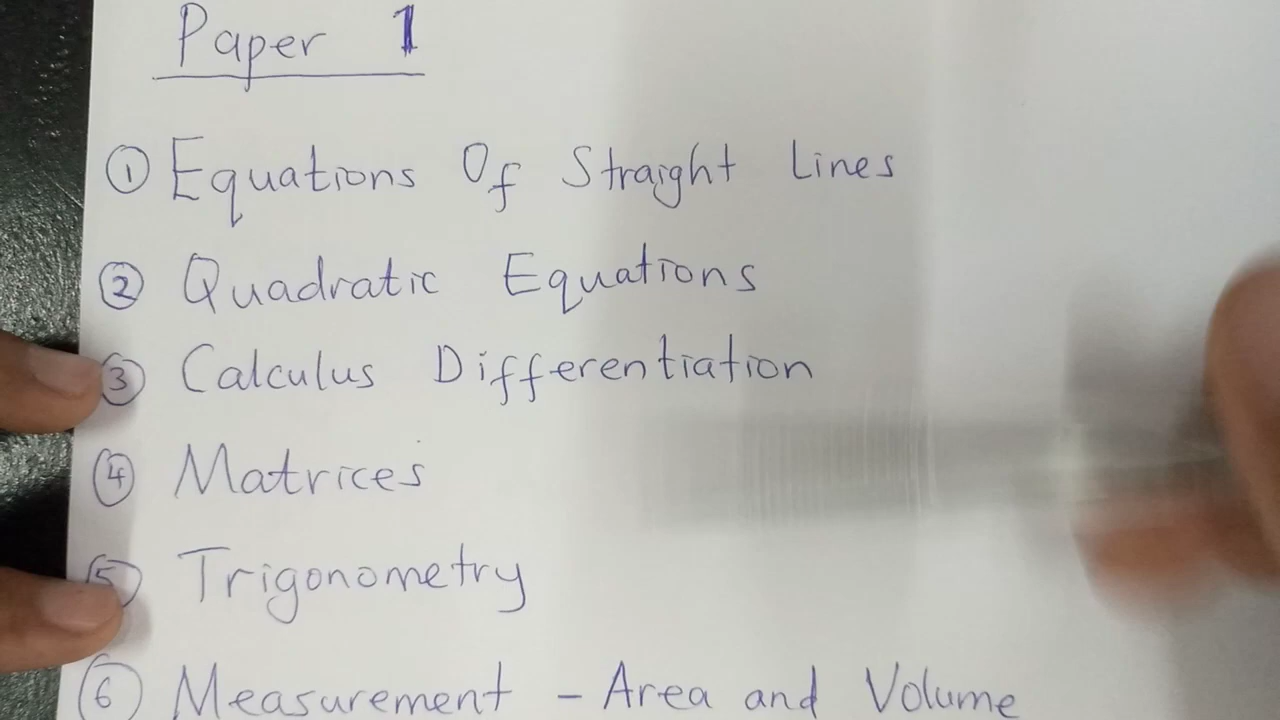 Paper 1
① Equations Of Straight Lines
② Quadratic Equations
③ Calculus Differentiation
④ Matrices
⑤ Trigonometry
⑥ Measurement - Area and Volume